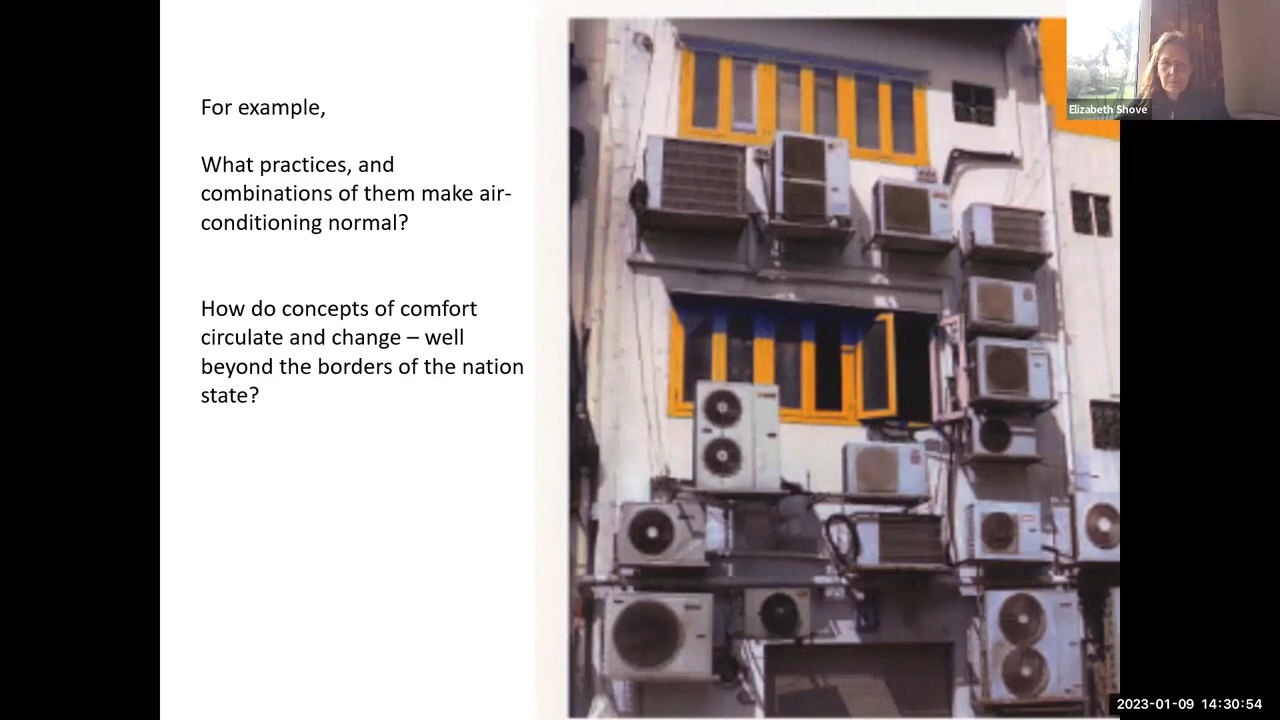 For example,
What practices, and
combinations of them make air-
conditioning normal?
How do concepts of comfort
circulate and change – well
beyond the borders of the nation
state?
Elizabeth Shove
2023-01-09 14:30:54